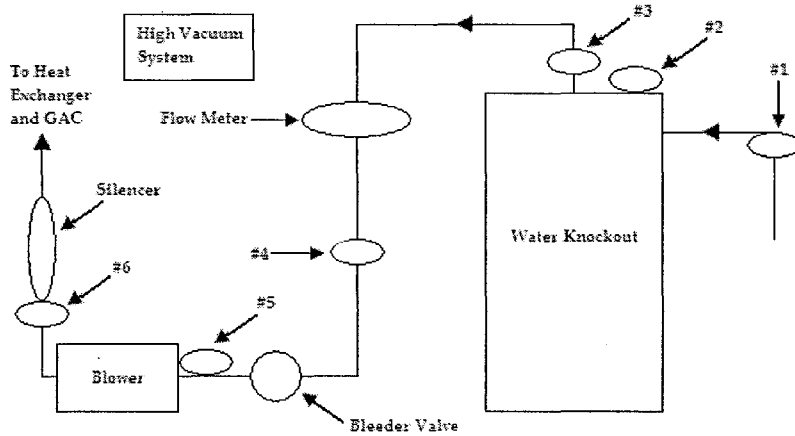 High Vacuum
System
#3
#2
#1
To Heat
Exchanger
and GAC
Flow Meter
Silencer
#4
Water Knockout
#6
#5
Blower
Bleeder Valve